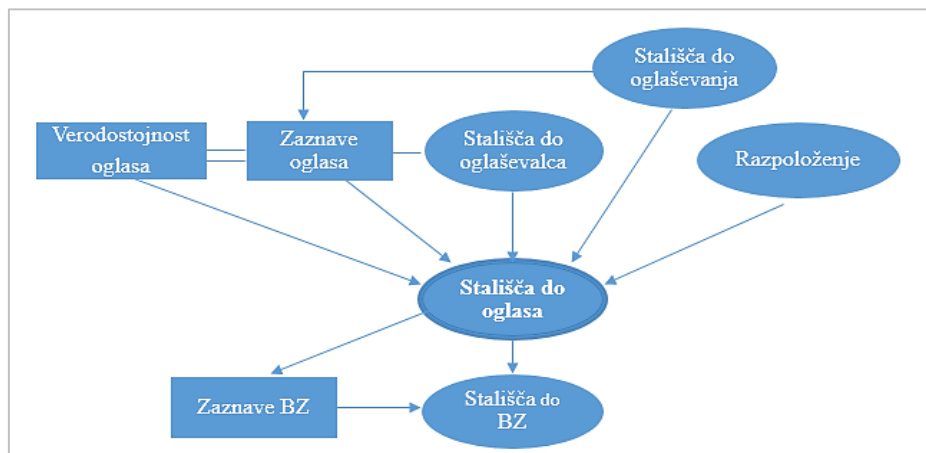 Stališča do
oglaševanja
Verodostojnost
oglasa
Zaznave
oglasa
Stališča do
oglaševalca
Razpoloženje
Stališča do
oglasa
Zaznave BZ
Stališča do
BZ